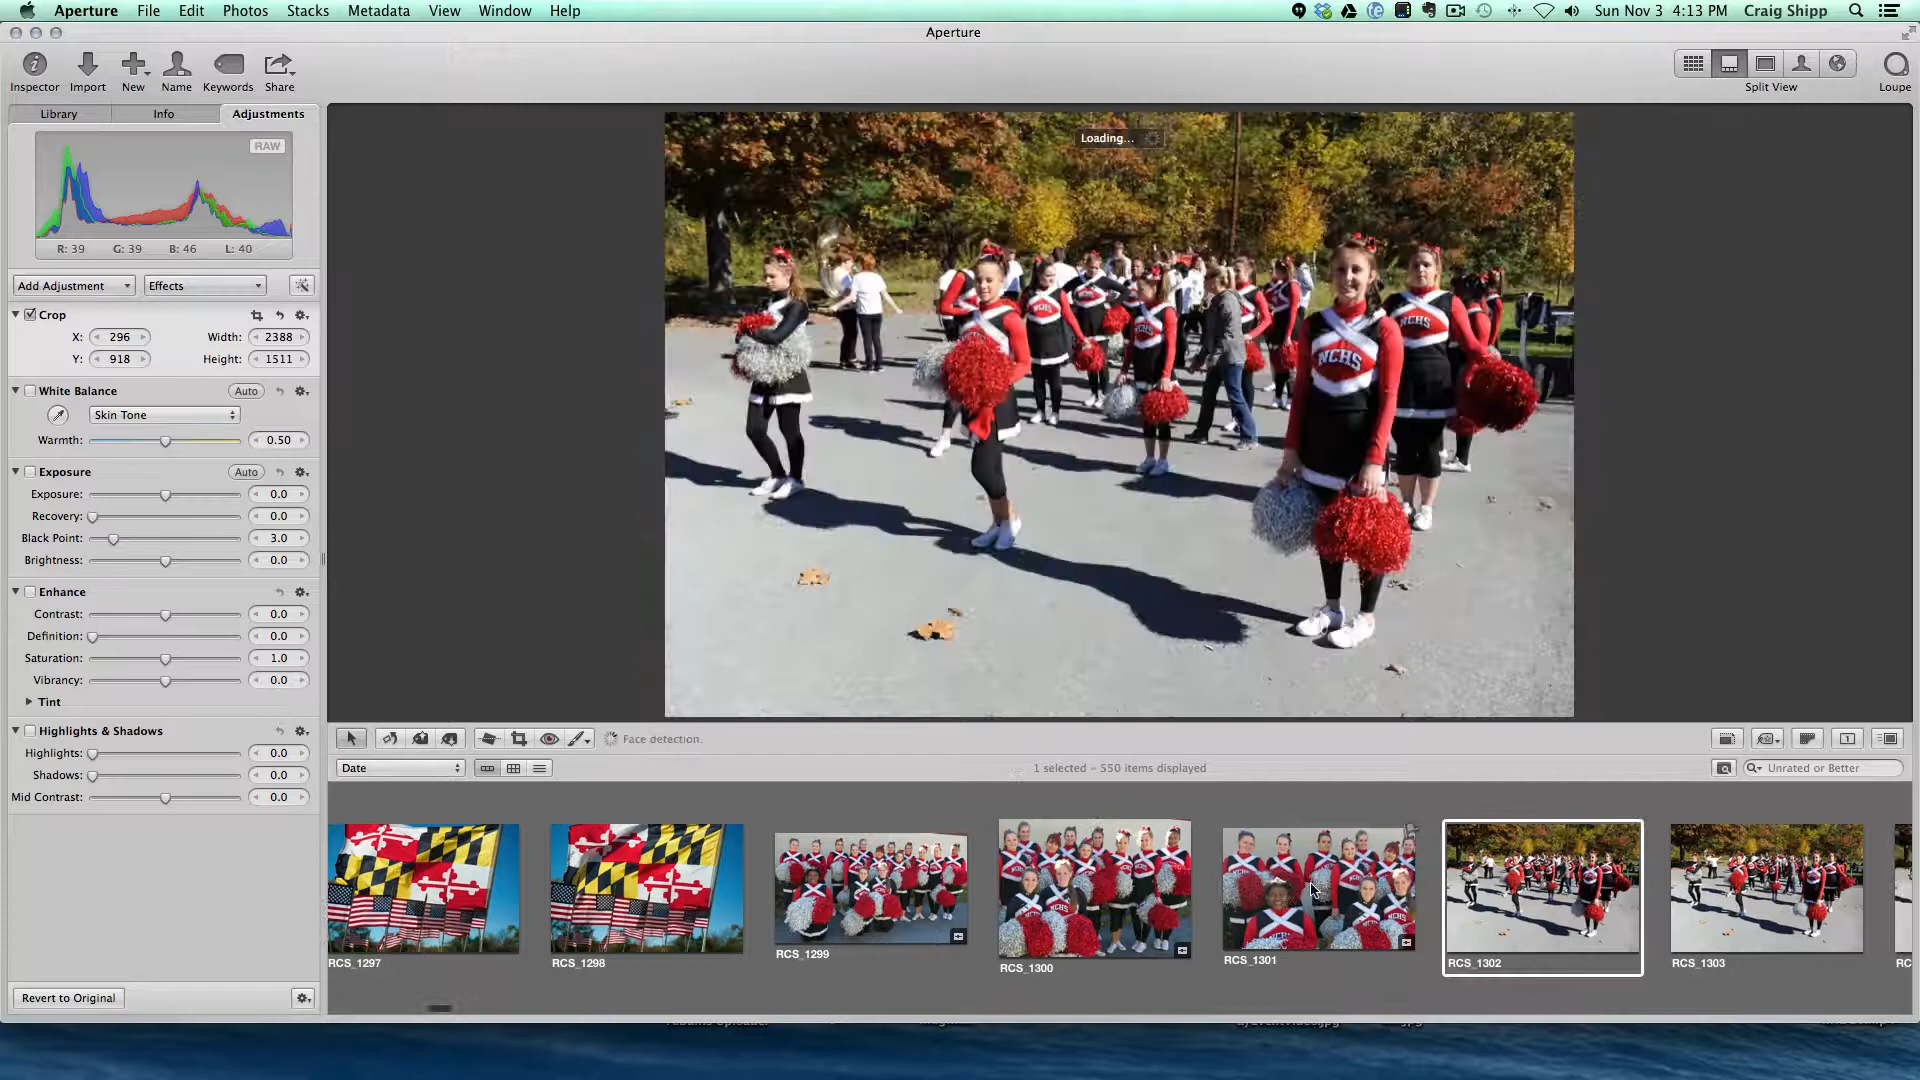 Aperture File Edit Photos Stacks Metadata View Window Help Sun Nov 3 4:13 PM Craig Shipp
Aperture
Inspector Import New Name Keywords Share Split View Loupe
Library Info Adjustments
RAW
R: 39 G: 39 B: 46 L: 40
Loading...
Add Adjustment Effects
Crop
X: 296 Width: 2388
Y: 918 Height: 1511
White Balance Auto
Skin Tone
Warmth: 0.50
Exposure Auto
Exposure: 0.0
Recovery: 0.0
Black Point: 3.0
Brightness: 0.0
Enhance
Contrast: 0.0
Definition: 0.0
Saturation: 1.0
Vibrancy: 0.0
Tint
Highlights & Shadows
Highlights: 0.0
Shadows: 0.0
Mid Contrast: 0.0
Revert to Original
NCHS
NCHS
Face detection.
Date 1 selected - 550 items displayed Unrated or Better
RCS_1297 RCS_1298 RCS_1299 RCS_1300 RCS_1301 RCS_1302 RCS_1303 RC